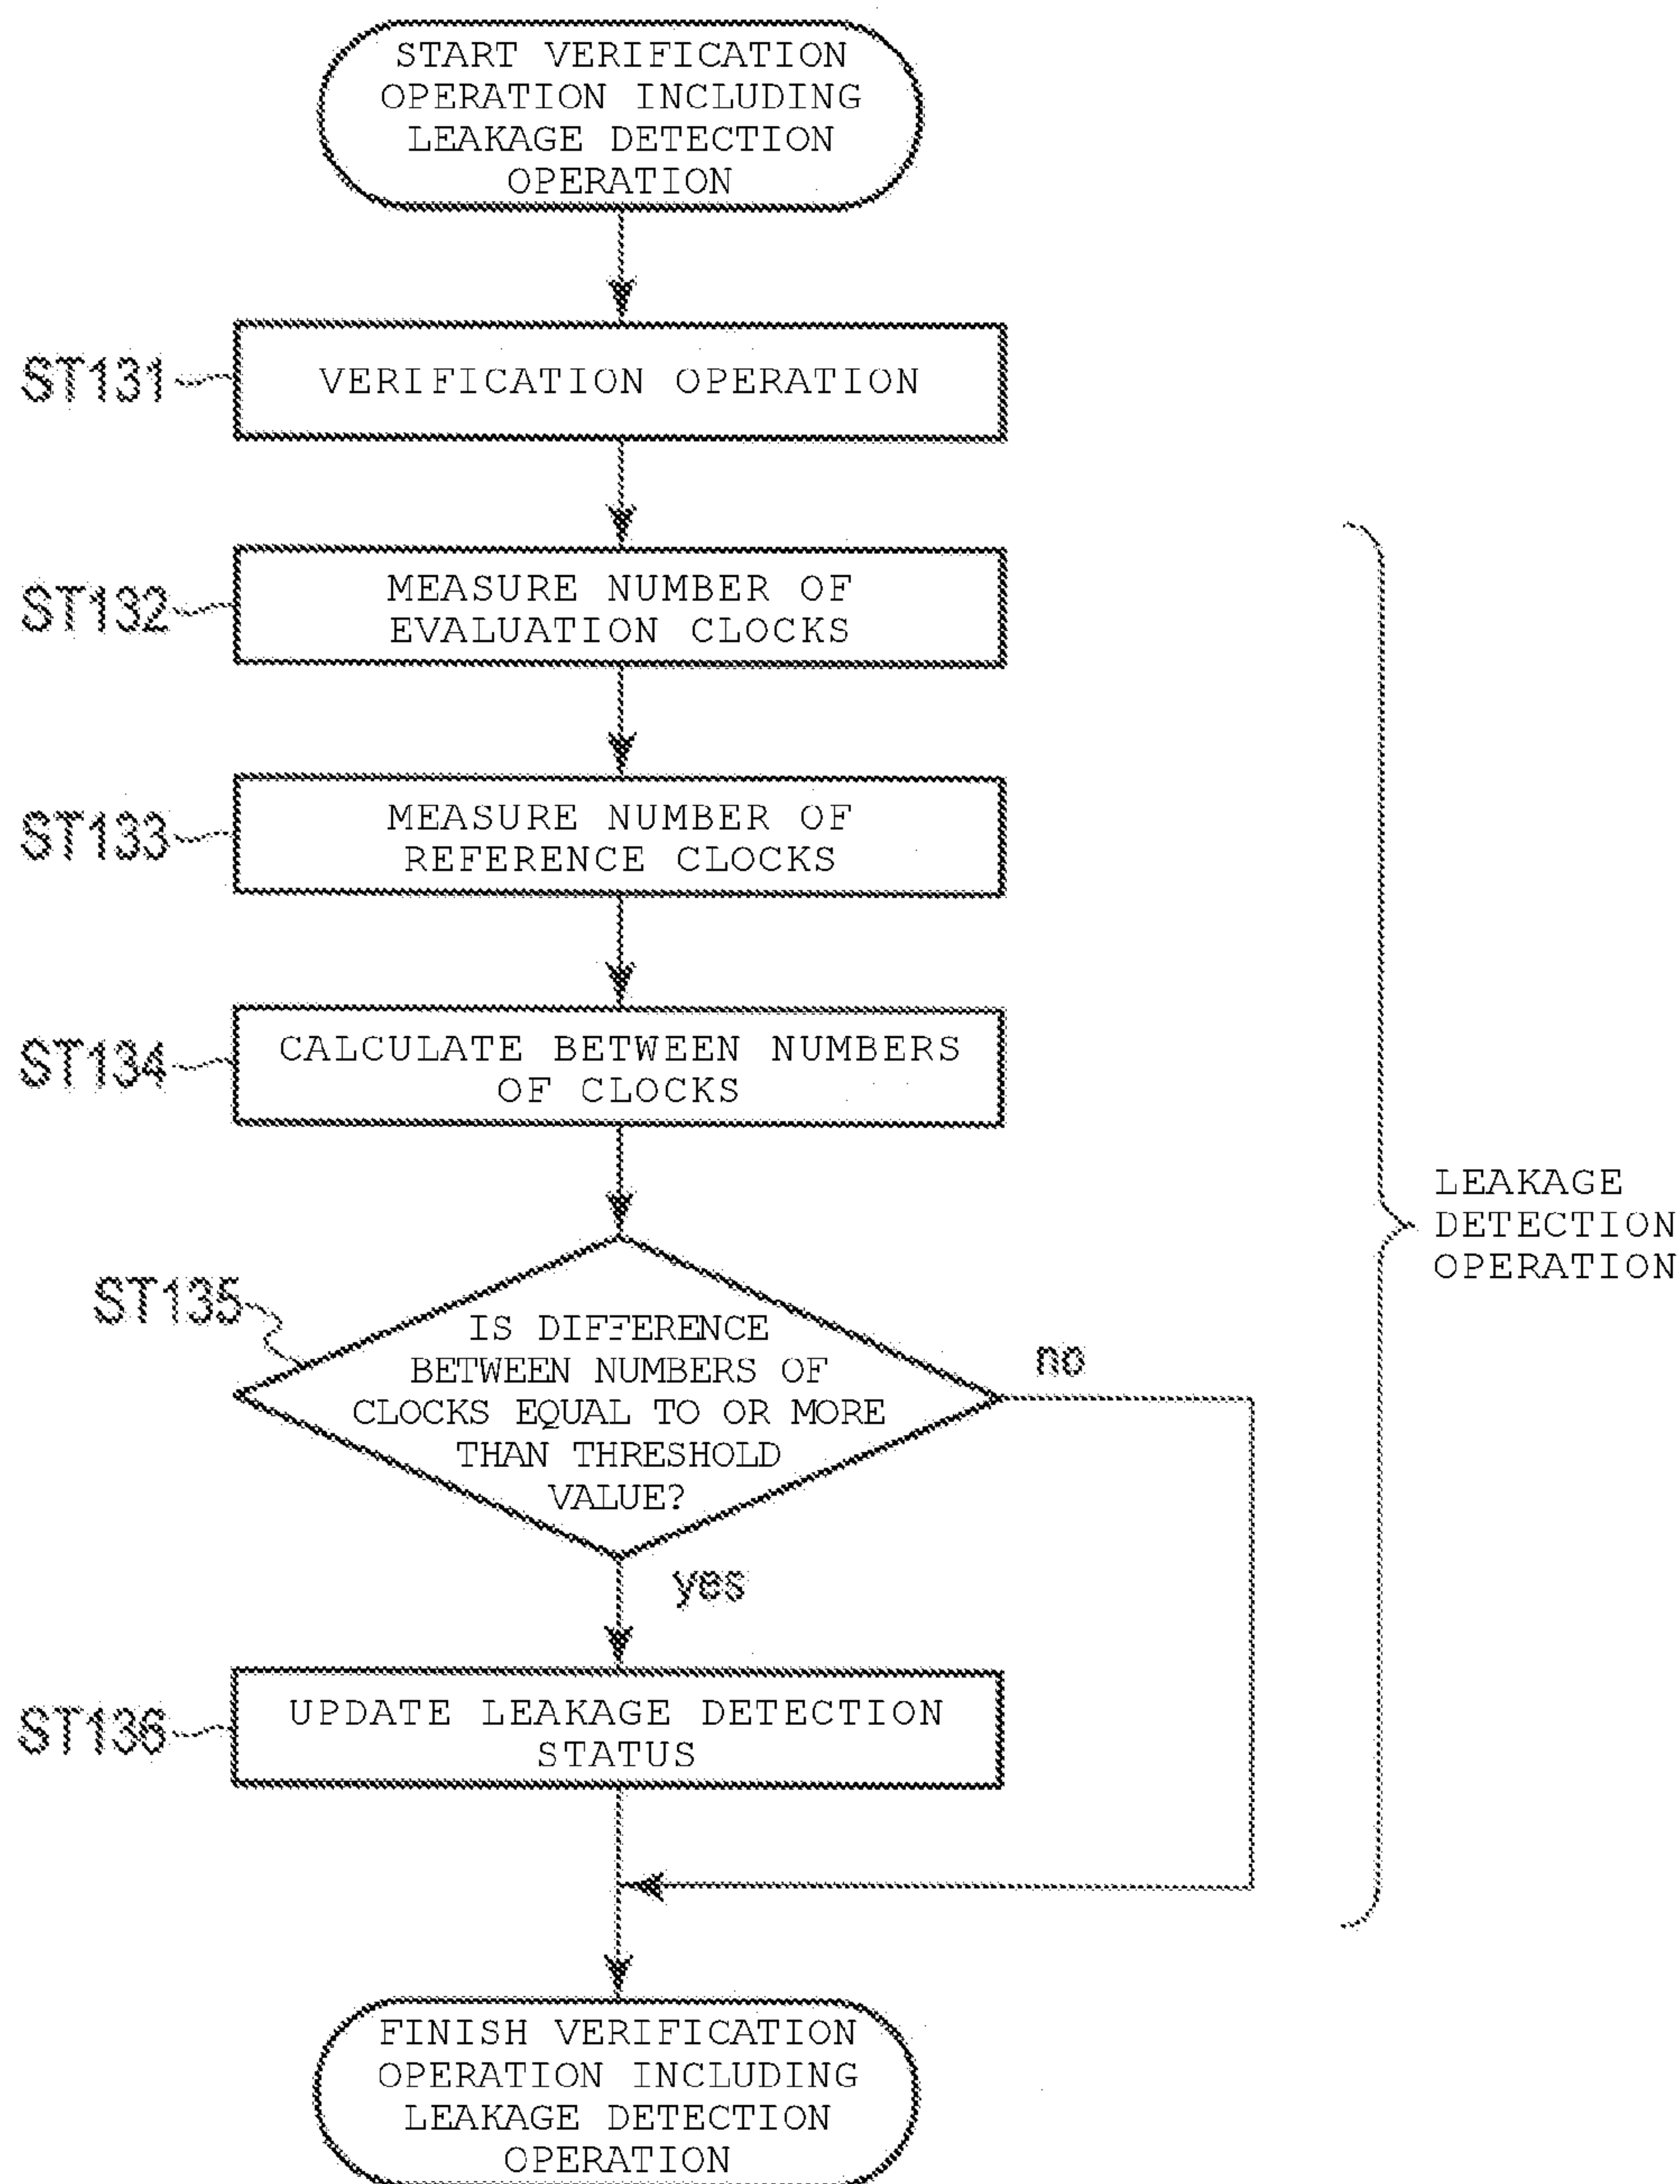 START VERIFICATION
OPERATION INCLUDING
LEAKAGE DETECTION
OPERATION
ST131
VERIFICATION OPERATION
ST132
MEASURE NUMBER OF
EVALUATION CLOCKS
ST133
MEASURE NUMBER OF
REFERENCE CLOCKS
ST134
CALCULATE BETWEEN NUMBERS
OF CLOCKS
LEAKAGE
DETECTION
OPERATION
ST135
IS DIFFERENCE
BETWEEN NUMBERS OF
CLOCKS EQUAL TO OR MORE
THAN THRESHOLD
VALUE?
no
yes
ST136
UPDATE LEAKAGE DETECTION
STATUS
FINISH VERIFICATION
OPERATION INCLUDING
LEAKAGE DETECTION
OPERATION